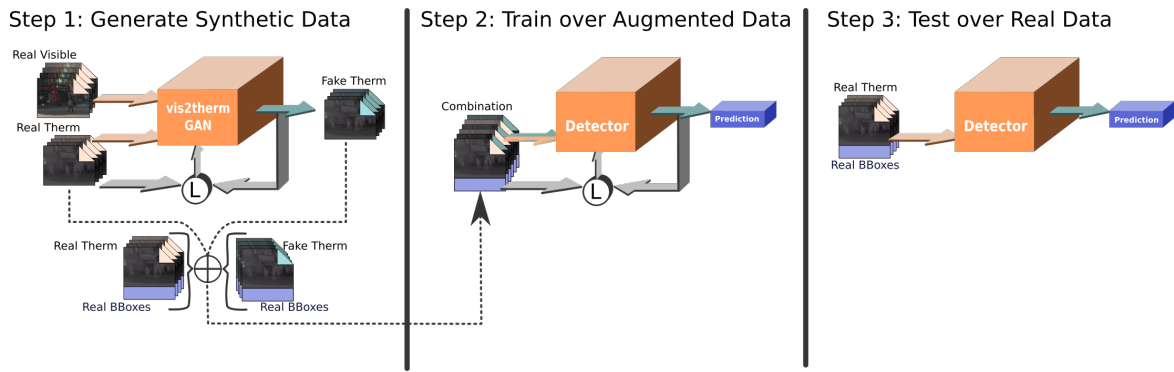 Step 1: Generate Synthetic Data
Real Visible
Real Therm
vis2therm
GAN
Fake Therm
L
Real Therm
Real BBoxes
Fake Therm
Real BBoxes
Step 2: Train over Augmented Data
Combination
Detector
Prediction
L
Step 3: Test over Real Data
Real Therm
Real BBoxes
Detector
Prediction